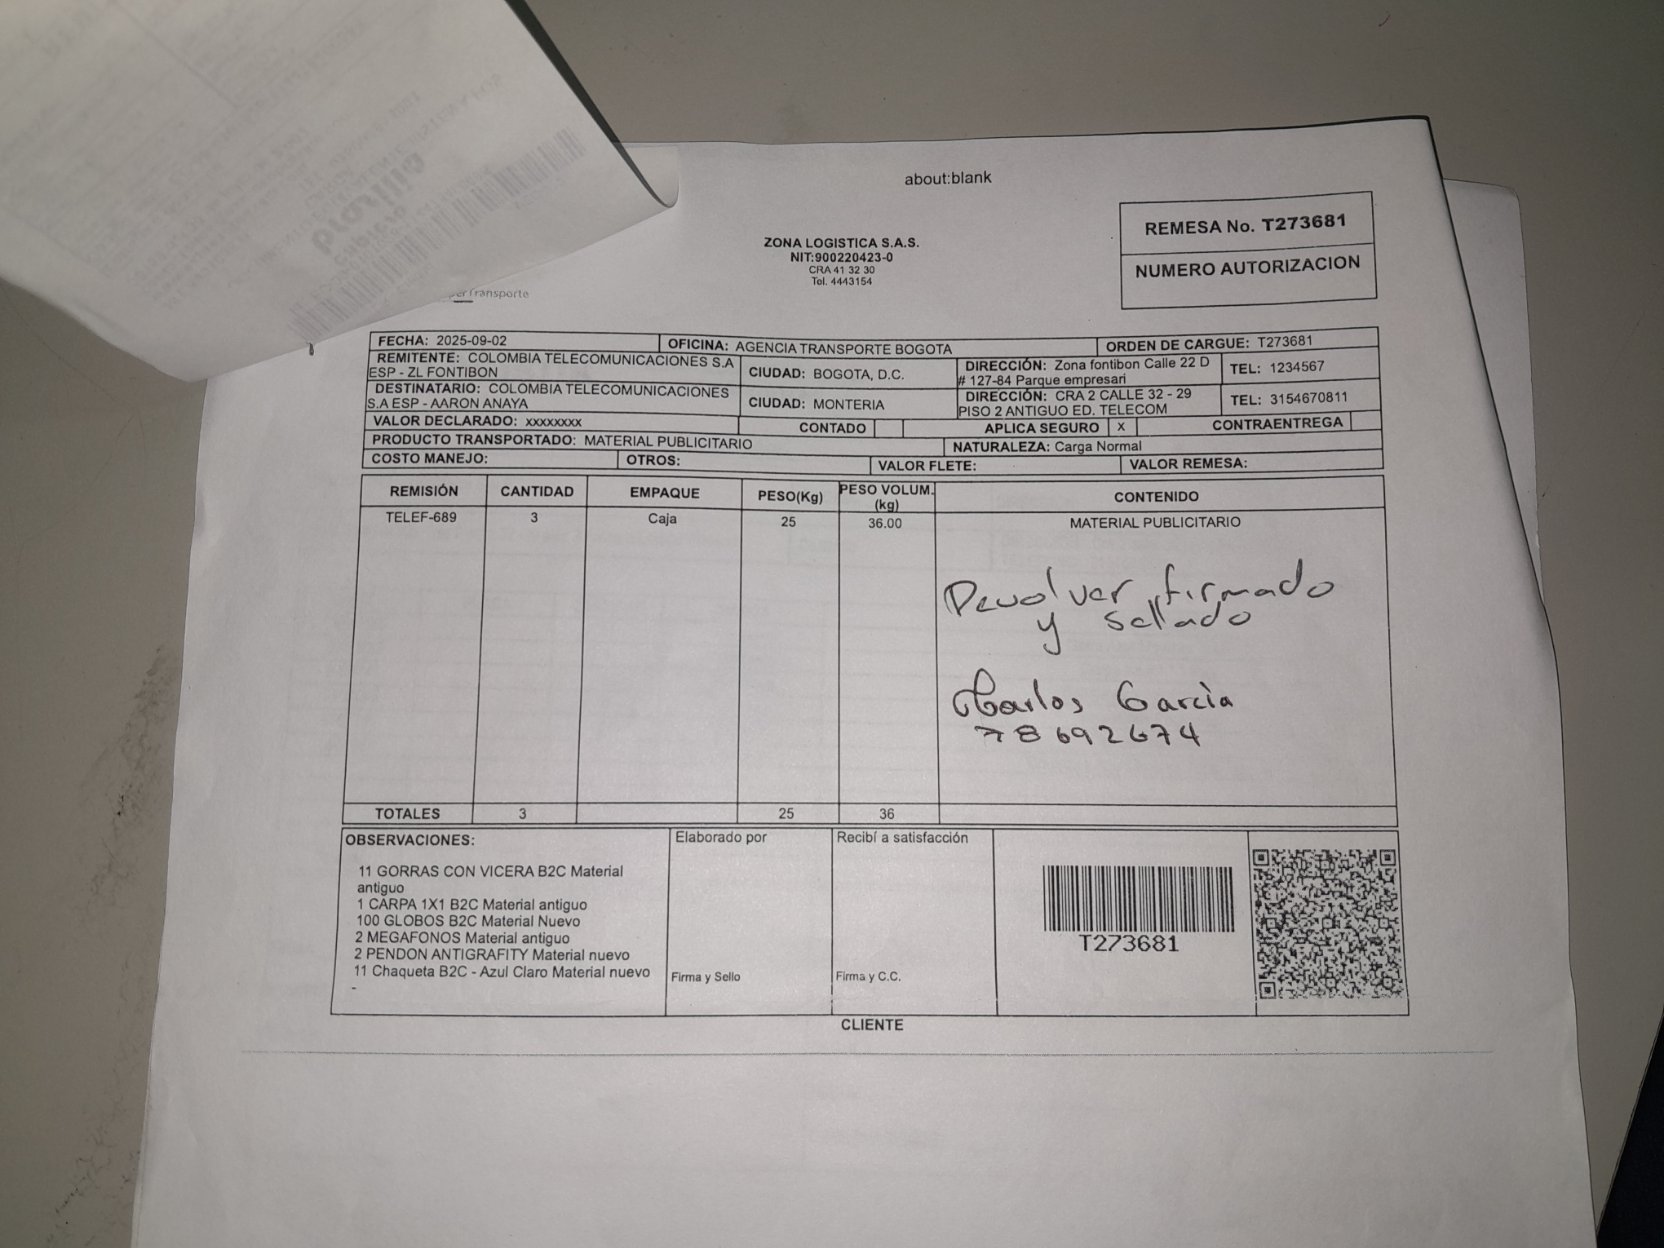 about:blank
ZONA LOGISTICA S.A.S.
NIT:900220423-0
CRA 41 32 30
Tel. 4443154
REMESA No. T273681
NUMERO AUTORIZACION
Transporte
FECHA: 2025-09-02 OFICINA: AGENCIA TRANSPORTE BOGOTA ORDEN DE CARGUE: T273681
REMITENTE: COLOMBIA TELECOMUNICACIONES S.A
ESP - ZL FONTIBON
CIUDAD: BOGOTA, D.C.
DIRECCIÓN: Zona fontibon Calle 22 D
# 127-84 Parque empresari
TEL: 1234567
DESTINATARIO: COLOMBIA TELECOMUNICACIONES
S.A ESP - AARON ANAYA
CIUDAD: MONTERIA
DIRECCIÓN: CRA 2 CALLE 32 - 29
PISO 2 ANTIGUO ED. TELECOM
TEL: 3154670811
VALOR DECLARADO: xxxxxxxx CONTADO APLICA SEGURO X CONTRAENTREGA
PRODUCTO TRANSPORTADO: MATERIAL PUBLICITARIO NATURALEZA: Carga Normal
COSTO MANEJO: OTROS: VALOR FLETE: VALOR REMESA:
REMISIÓN CANTIDAD EMPAQUE PESO(Kg) PESO VOLUM. (kg) CONTENIDO
TELEF-689 3 Caja 25 36.00 MATERIAL PUBLICITARIO
Devolver firmado
y sellado
Carlos Garcìa
78692674
TOTALES 3 25 36
OBSERVACIONES:
11 GORRAS CON VICERA B2C Material
antiguo
1 CARPA 1X1 B2C Material antiguo
100 GLOBOS B2C Material Nuevo
2 MEGAFONOS Material antiguo
2 PENDON ANTIGRAFITY Material nuevo
11 Chaqueta B2C - Azul Claro Material nuevo
-
Elaborado por
Firma y Sello
Recibí a satisfacción
Firma y C.C.
T273681
CLIENTE